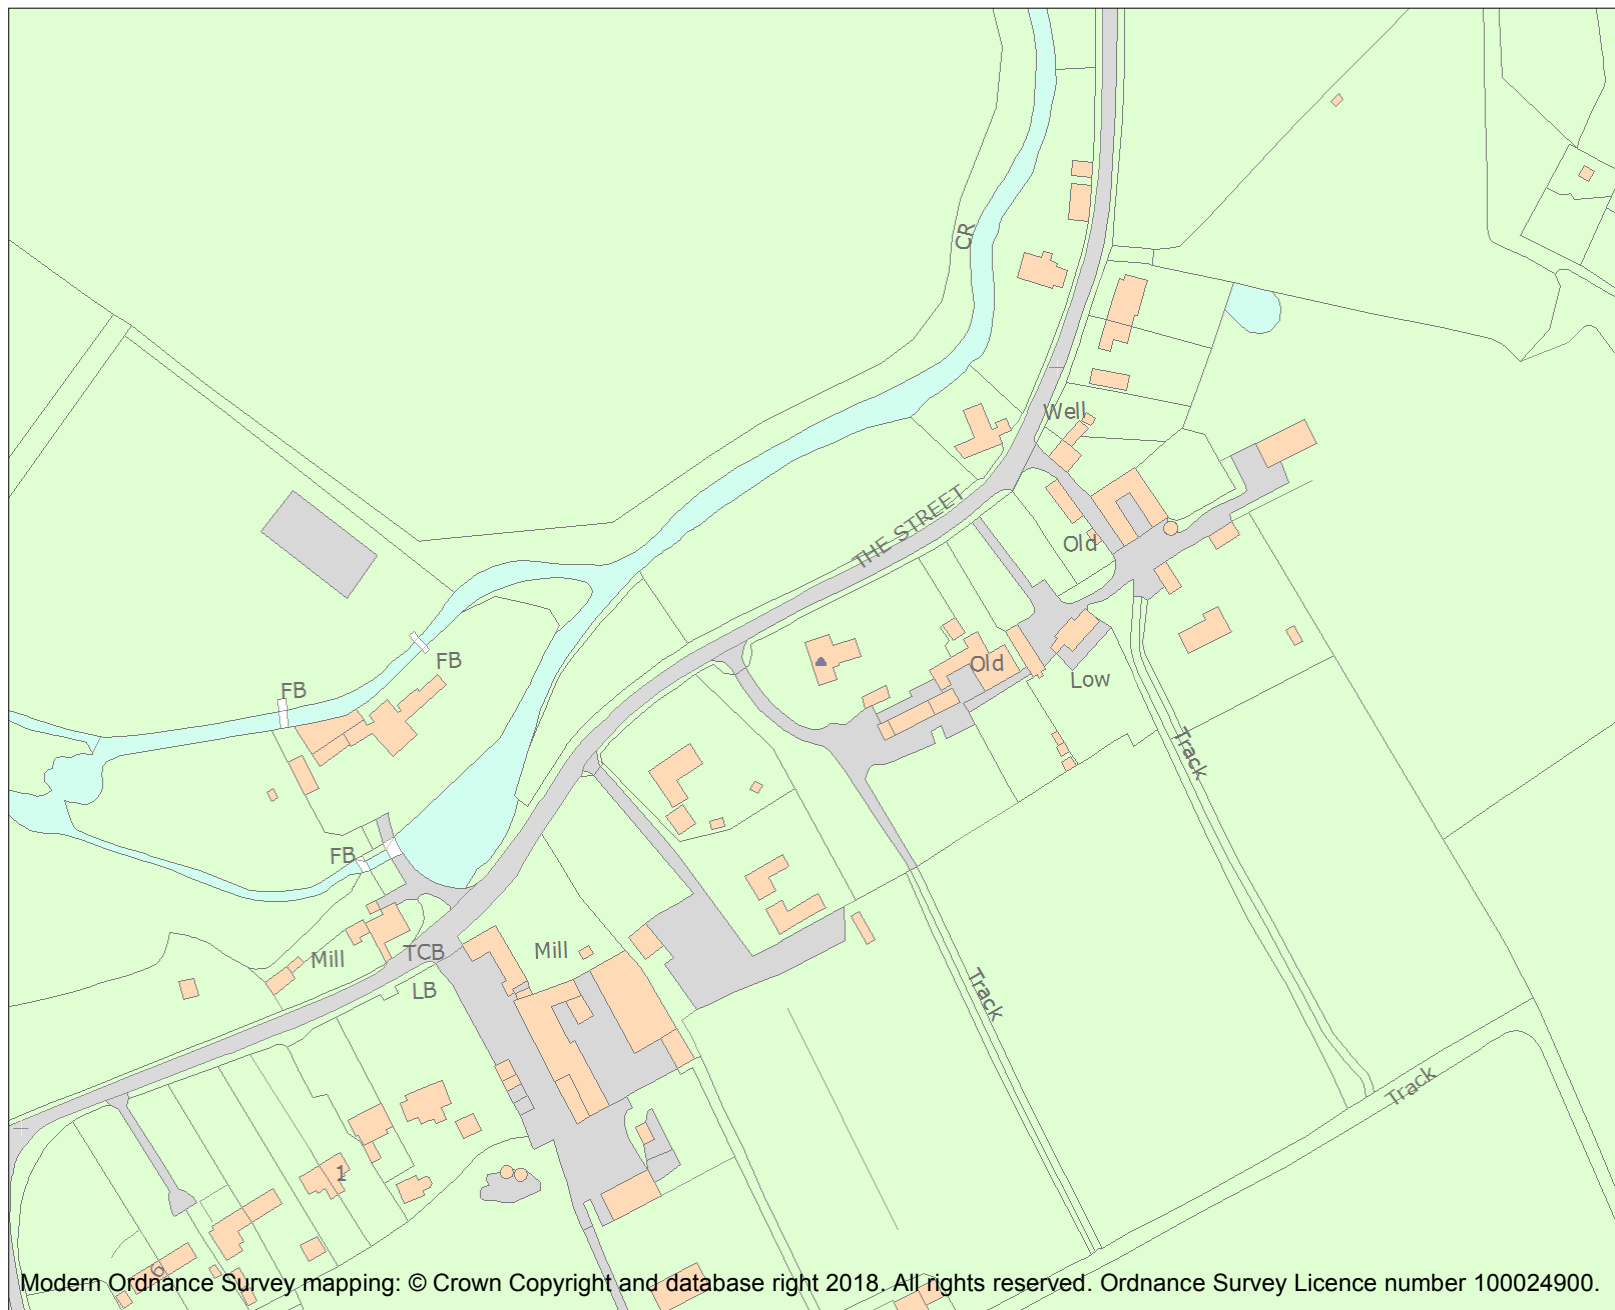 CR
Well
THE STREET
Old
FB
Old
FB
Low
Track
FB
TCB
Mill
Mill
LB
Track
Track
1
6
Modern Ordnance Survey mapping: © Crown Copyright and database right 2018. All rights reserved. Ordnance Survey Licence number 100024900.